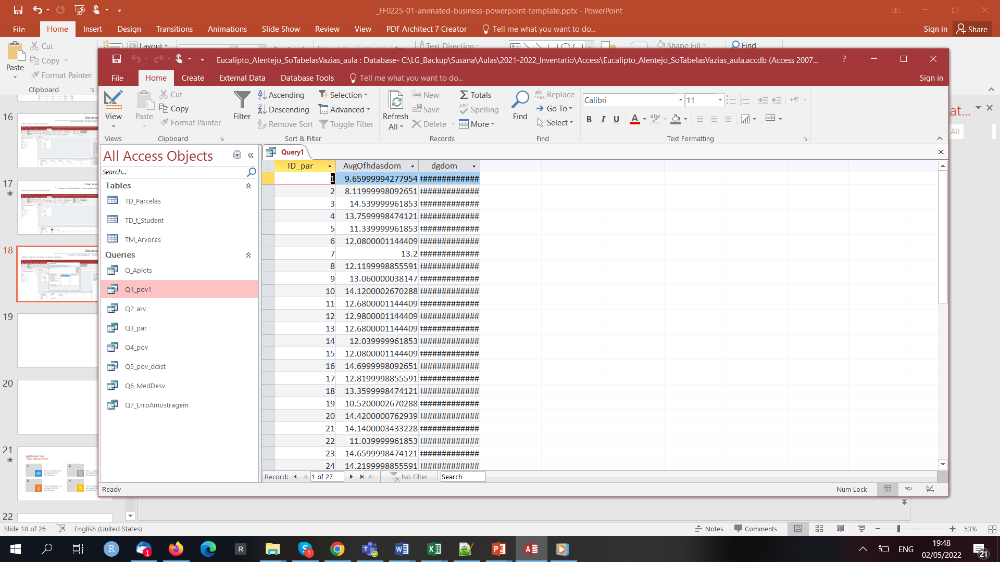 _FF0225-01-animated-business-powerpoint-template.pptx - PowerPoint
File Home Insert Design Transitions Animations Slide Show Review View PDF Architect 7 Creator Tell me what you want to do... Sign in Share
Cut
Copy
Format Painter
Paste
Clipboard
Layout
Text Direction
Shape Fill
Find
Eucalipto_Alentejo_SoTabelasVazias_aula : Database- C:\LG_Backup\Susana\Aulas\2021-2022_Inventatio\Access\Eucalipto_Alentejo_SoTabelasVazias_aula.accdb (Access 2007...
File Home Create External Data Database Tools Tell me what you want to do... Sign in
View
Views
Paste
Cut
Copy
Format Painter
Clipboard
Filter
Ascending
Descending
Remove Sort
Selection
Advanced
Toggle Filter
Sort & Filter
Refresh All
New
Save
Delete
Totals
Spelling
More
Records
Find
Replace
Go To
Select
Find
Calibri 11
B I U A
Text Formatting
at...
All
16
17
18
19
20
21
22
All Access Objects
Search...
Tables
TD_Parcelas
TD_t_Student
TM_Arvores
Queries
Q_Aplots
Q1_pov1
Q2_arv
Q3_par
Q4_pov
Q5_pov_ddist
Q6_MedDesv
Q7_ErroAmostragem
Query1
ID_par AvgOfhdasdom dgdom
1 9.65999994277954 #############
2 8.11999998092651 #############
3 14.539999961853 #############
4 13.7599998474121 #############
5 11.339999961853 #############
6 12.0800001144409 #############
7 13.2 #############
8 12.1199998855591 #############
9 13.060000038147 #############
10 14.1200002670288 #############
11 12.6800001144409 #############
12 12.9800001144409 #############
13 12.6800001144409 #############
14 12.039999961853 #############
15 12.0800001144409 #############
16 14.6999998092651 #############
17 12.8199998855591 #############
18 13.3599998474121 #############
19 10.5200002670288 #############
20 14.4200000762939 #############
21 14.1400003433228 #############
22 11.039999961853 #############
23 14.6599998474121 #############
24 14.2199998855591 #############
Record: 1 of 27 No Filter Search
Ready Num Lock SQL
Title Goes Here
Slide 18 of 26 English (United States) Notes Comments 53%
ENG
19:48
02/05/2022
21